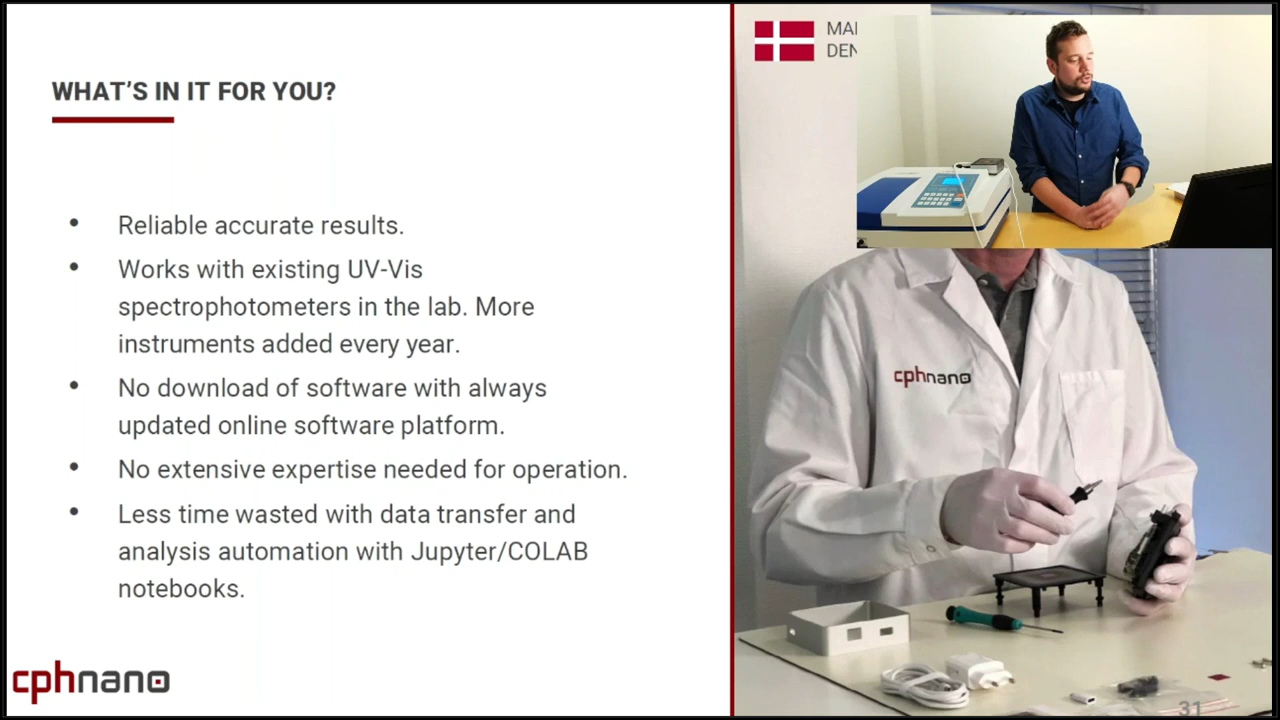 WHAT'S IN IT FOR YOU?
• Reliable accurate results.
• Works with existing UV-Vis
spectrophotometers in the lab. More
instruments added every year.
• No download of software with always
updated online software platform.
• No extensive expertise needed for operation.
• Less time wasted with data transfer and
analysis automation with Jupyter/COLAB
notebooks.
cphnano
cphnano
31